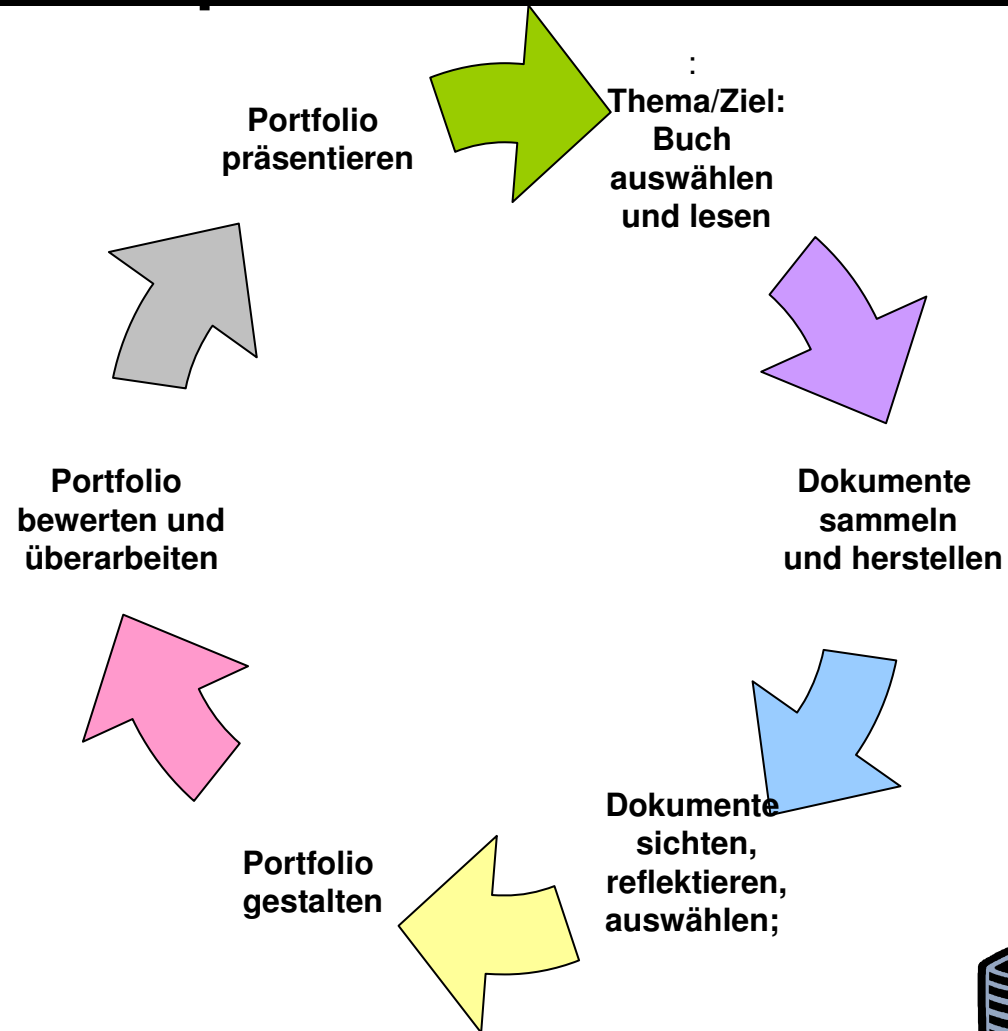 :
Thema/Ziel:
Buch
auswählen
und lesen
Dokumente
sammeln
und herstellen
Dokumente
sichten,
reflektieren,
auswählen;
Portfolio
gestalten
Portfolio
bewerten und
überarbeiten
Portfolio
präsentieren